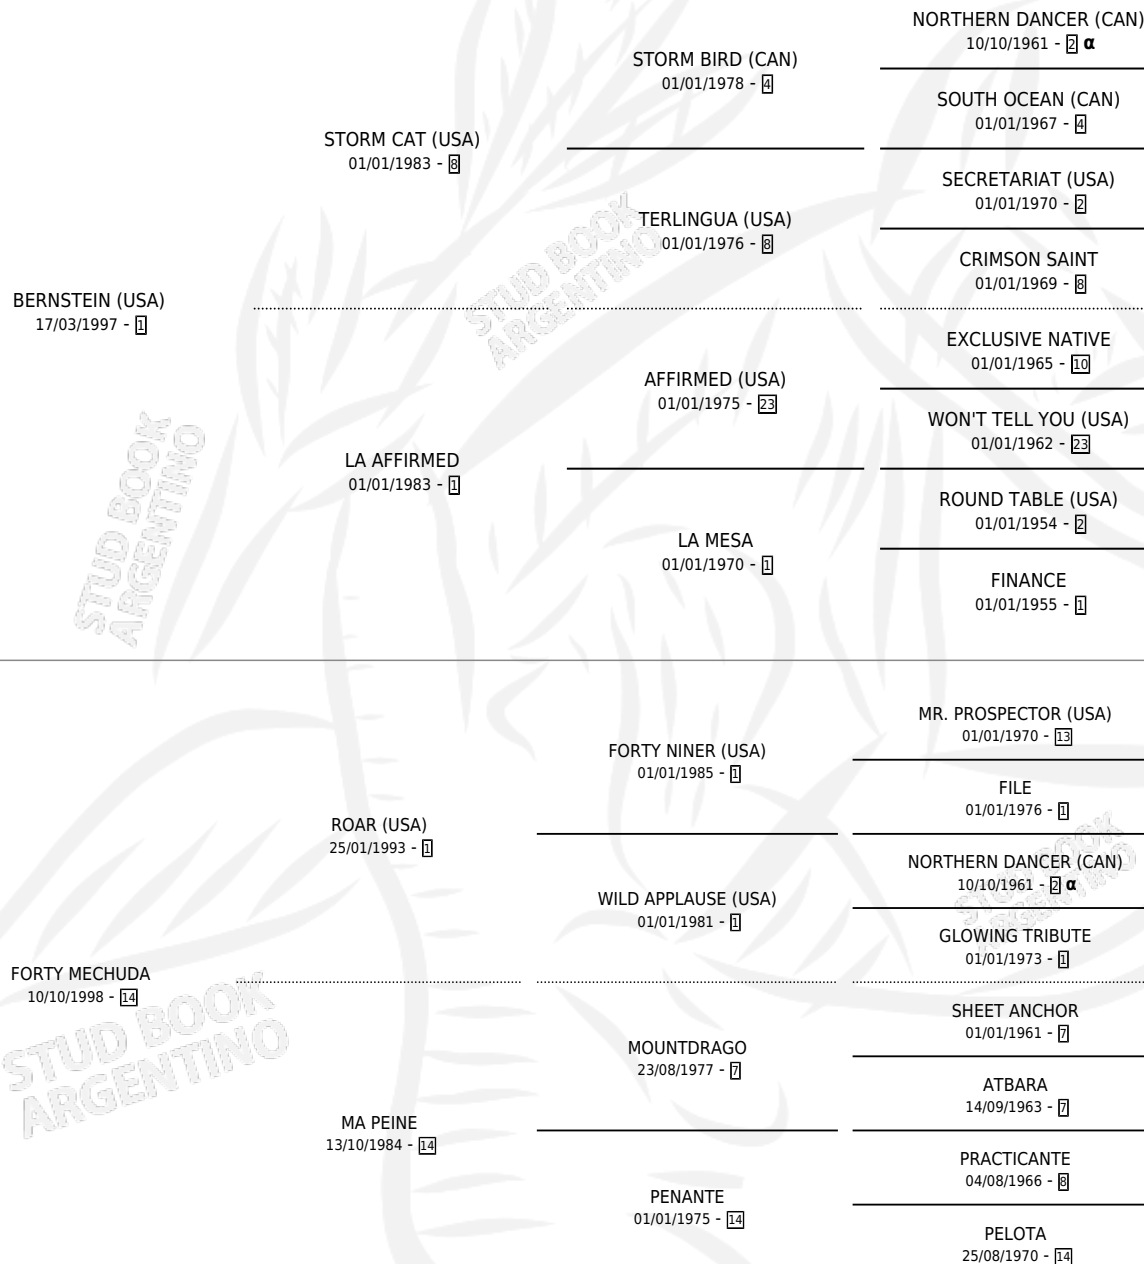 NORTHERN DANCER (CAN)
10/10/1961 - 2 α
STORM BIRD (CAN)
01/01/1978 - 4
SOUTH OCEAN (CAN)
01/01/1967 - 4
STORM CAT (USA)
01/01/1983 - 8
SECRETARIAT (USA)
01/01/1970 - 2
TERLINGUA (USA)
01/01/1976 - 8
CRIMSON SAINT
01/01/1969 - 8
BERNSTEIN (USA)
17/03/1997 - 1
EXCLUSIVE NATIVE
01/01/1965 - 10
AFFIRMED (USA)
01/01/1975 - 23
WON'T TELL YOU (USA)
01/01/1962 - 23
LA AFFIRMED
01/01/1983 - 1
ROUND TABLE (USA)
01/01/1954 - 2
LA MESA
01/01/1970 - 1
FINANCE
01/01/1955 - 1
MR. PROSPECTOR (USA)
01/01/1970 - 13
FORTY NINER (USA)
01/01/1985 - 1
FILE
01/01/1976 - 1
ROAR (USA)
25/01/1993 - 1
NORTHERN DANCER (CAN)
10/10/1961 - 2 α
WILD APPLAUSE (USA)
01/01/1981 - 1
GLOWING TRIBUTE
01/01/1973 - 1
FORTY MECHUDA
10/10/1998 - 14
SHEET ANCHOR
01/01/1961 - 7
MOUNTDRAGO
23/08/1977 - 7
ATBARA
14/09/1963 - 7
MA PEINE
13/10/1984 - 14
PRACTICANTE
04/08/1966 - 8
PENANTE
01/01/1975 - 14
PELOTA
25/08/1970 - 14
STUD BOOK
ARGENTINO
STUD BOOK
ARGENTINO
STUD BOOK
ARGENTINO
STUD BOOK
ARGENTINO